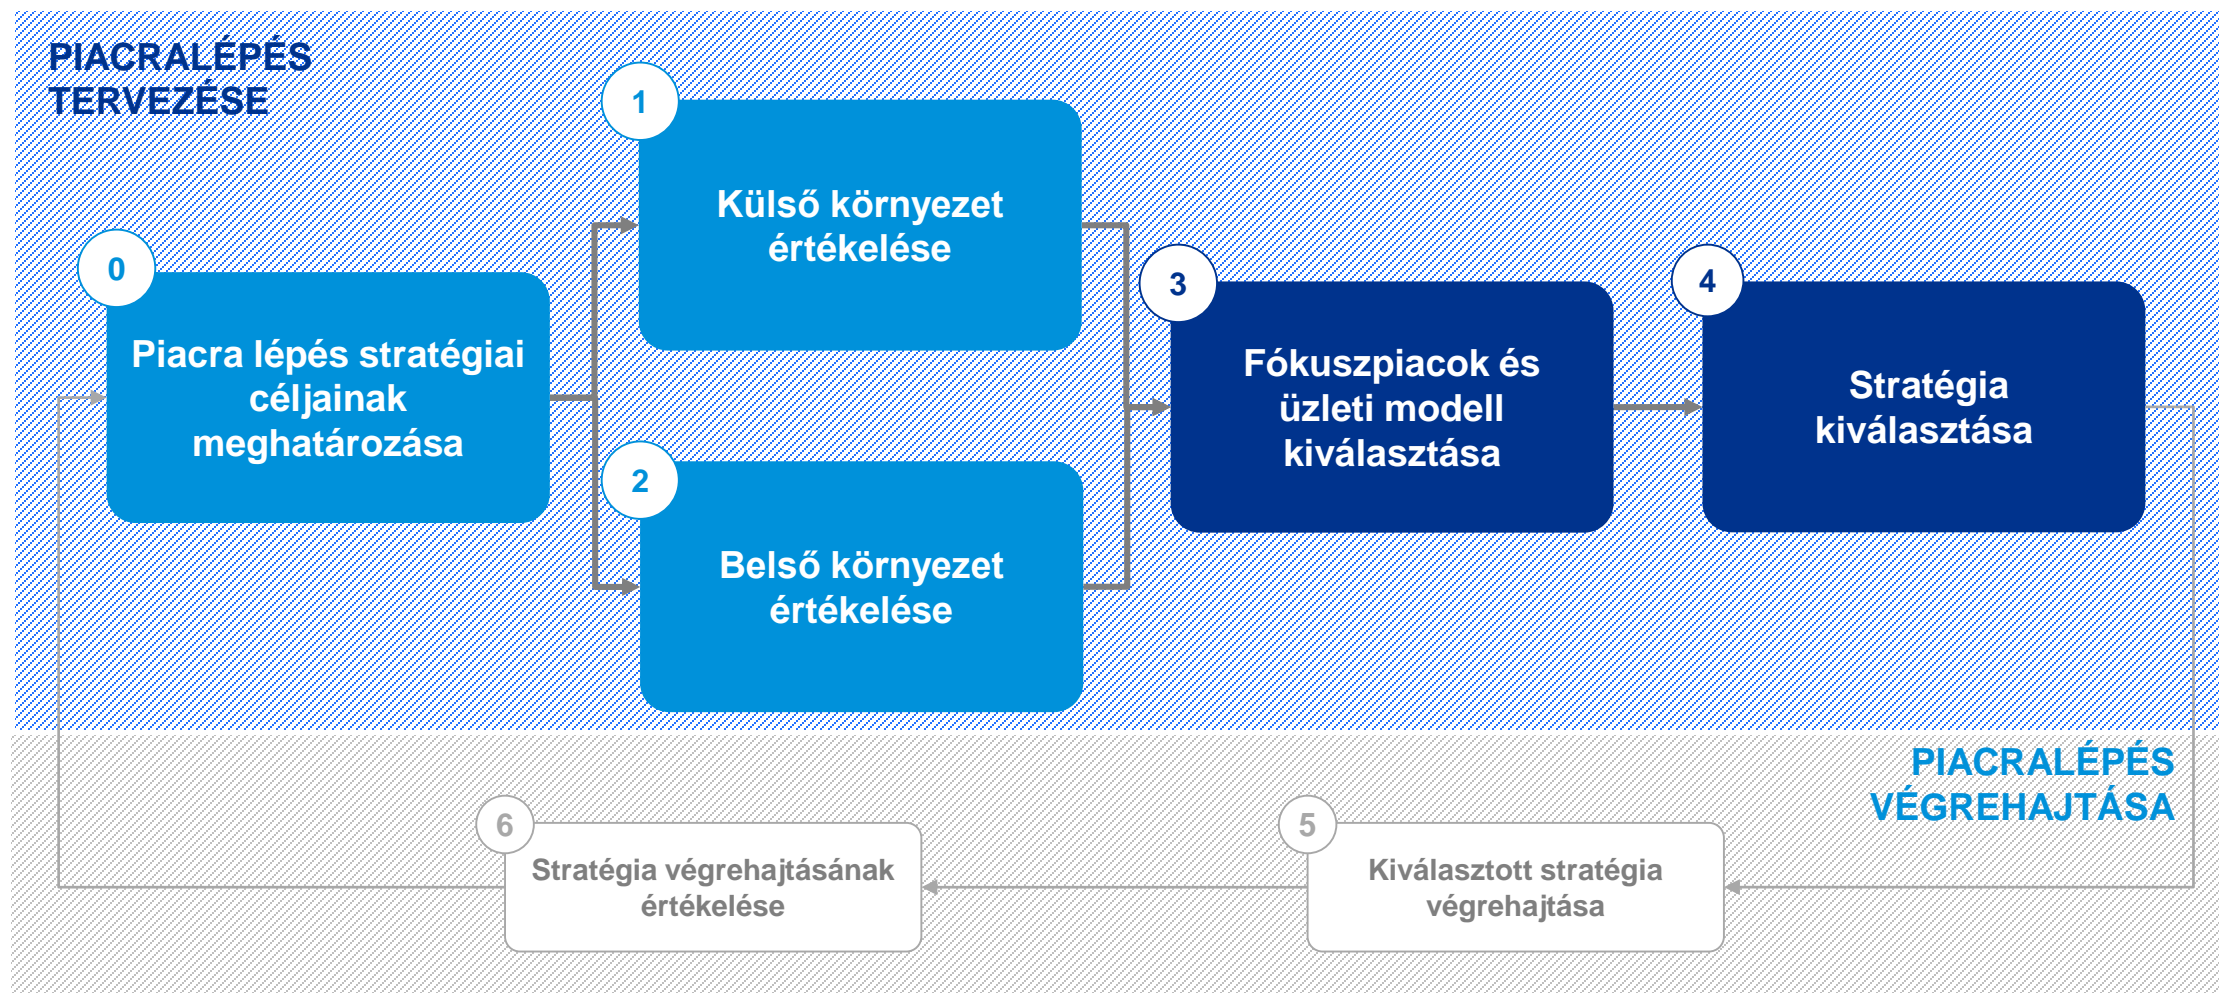 PIACRALÉPÉS
TERVEZÉSE
0
Piacra lépés stratégiai
céljainak
meghatározása
1
Külső környezet
értékelése
2
Belső környezet
értékelése
3
Fókuszpiacok és
üzleti modell
kiválasztása
4
Stratégia
kiválasztása
PIACRALÉPÉS
VÉGREHAJTÁSA
5
Kiválasztott stratégia
végrehajtása
6
Stratégia végrehajtásának
értékelése